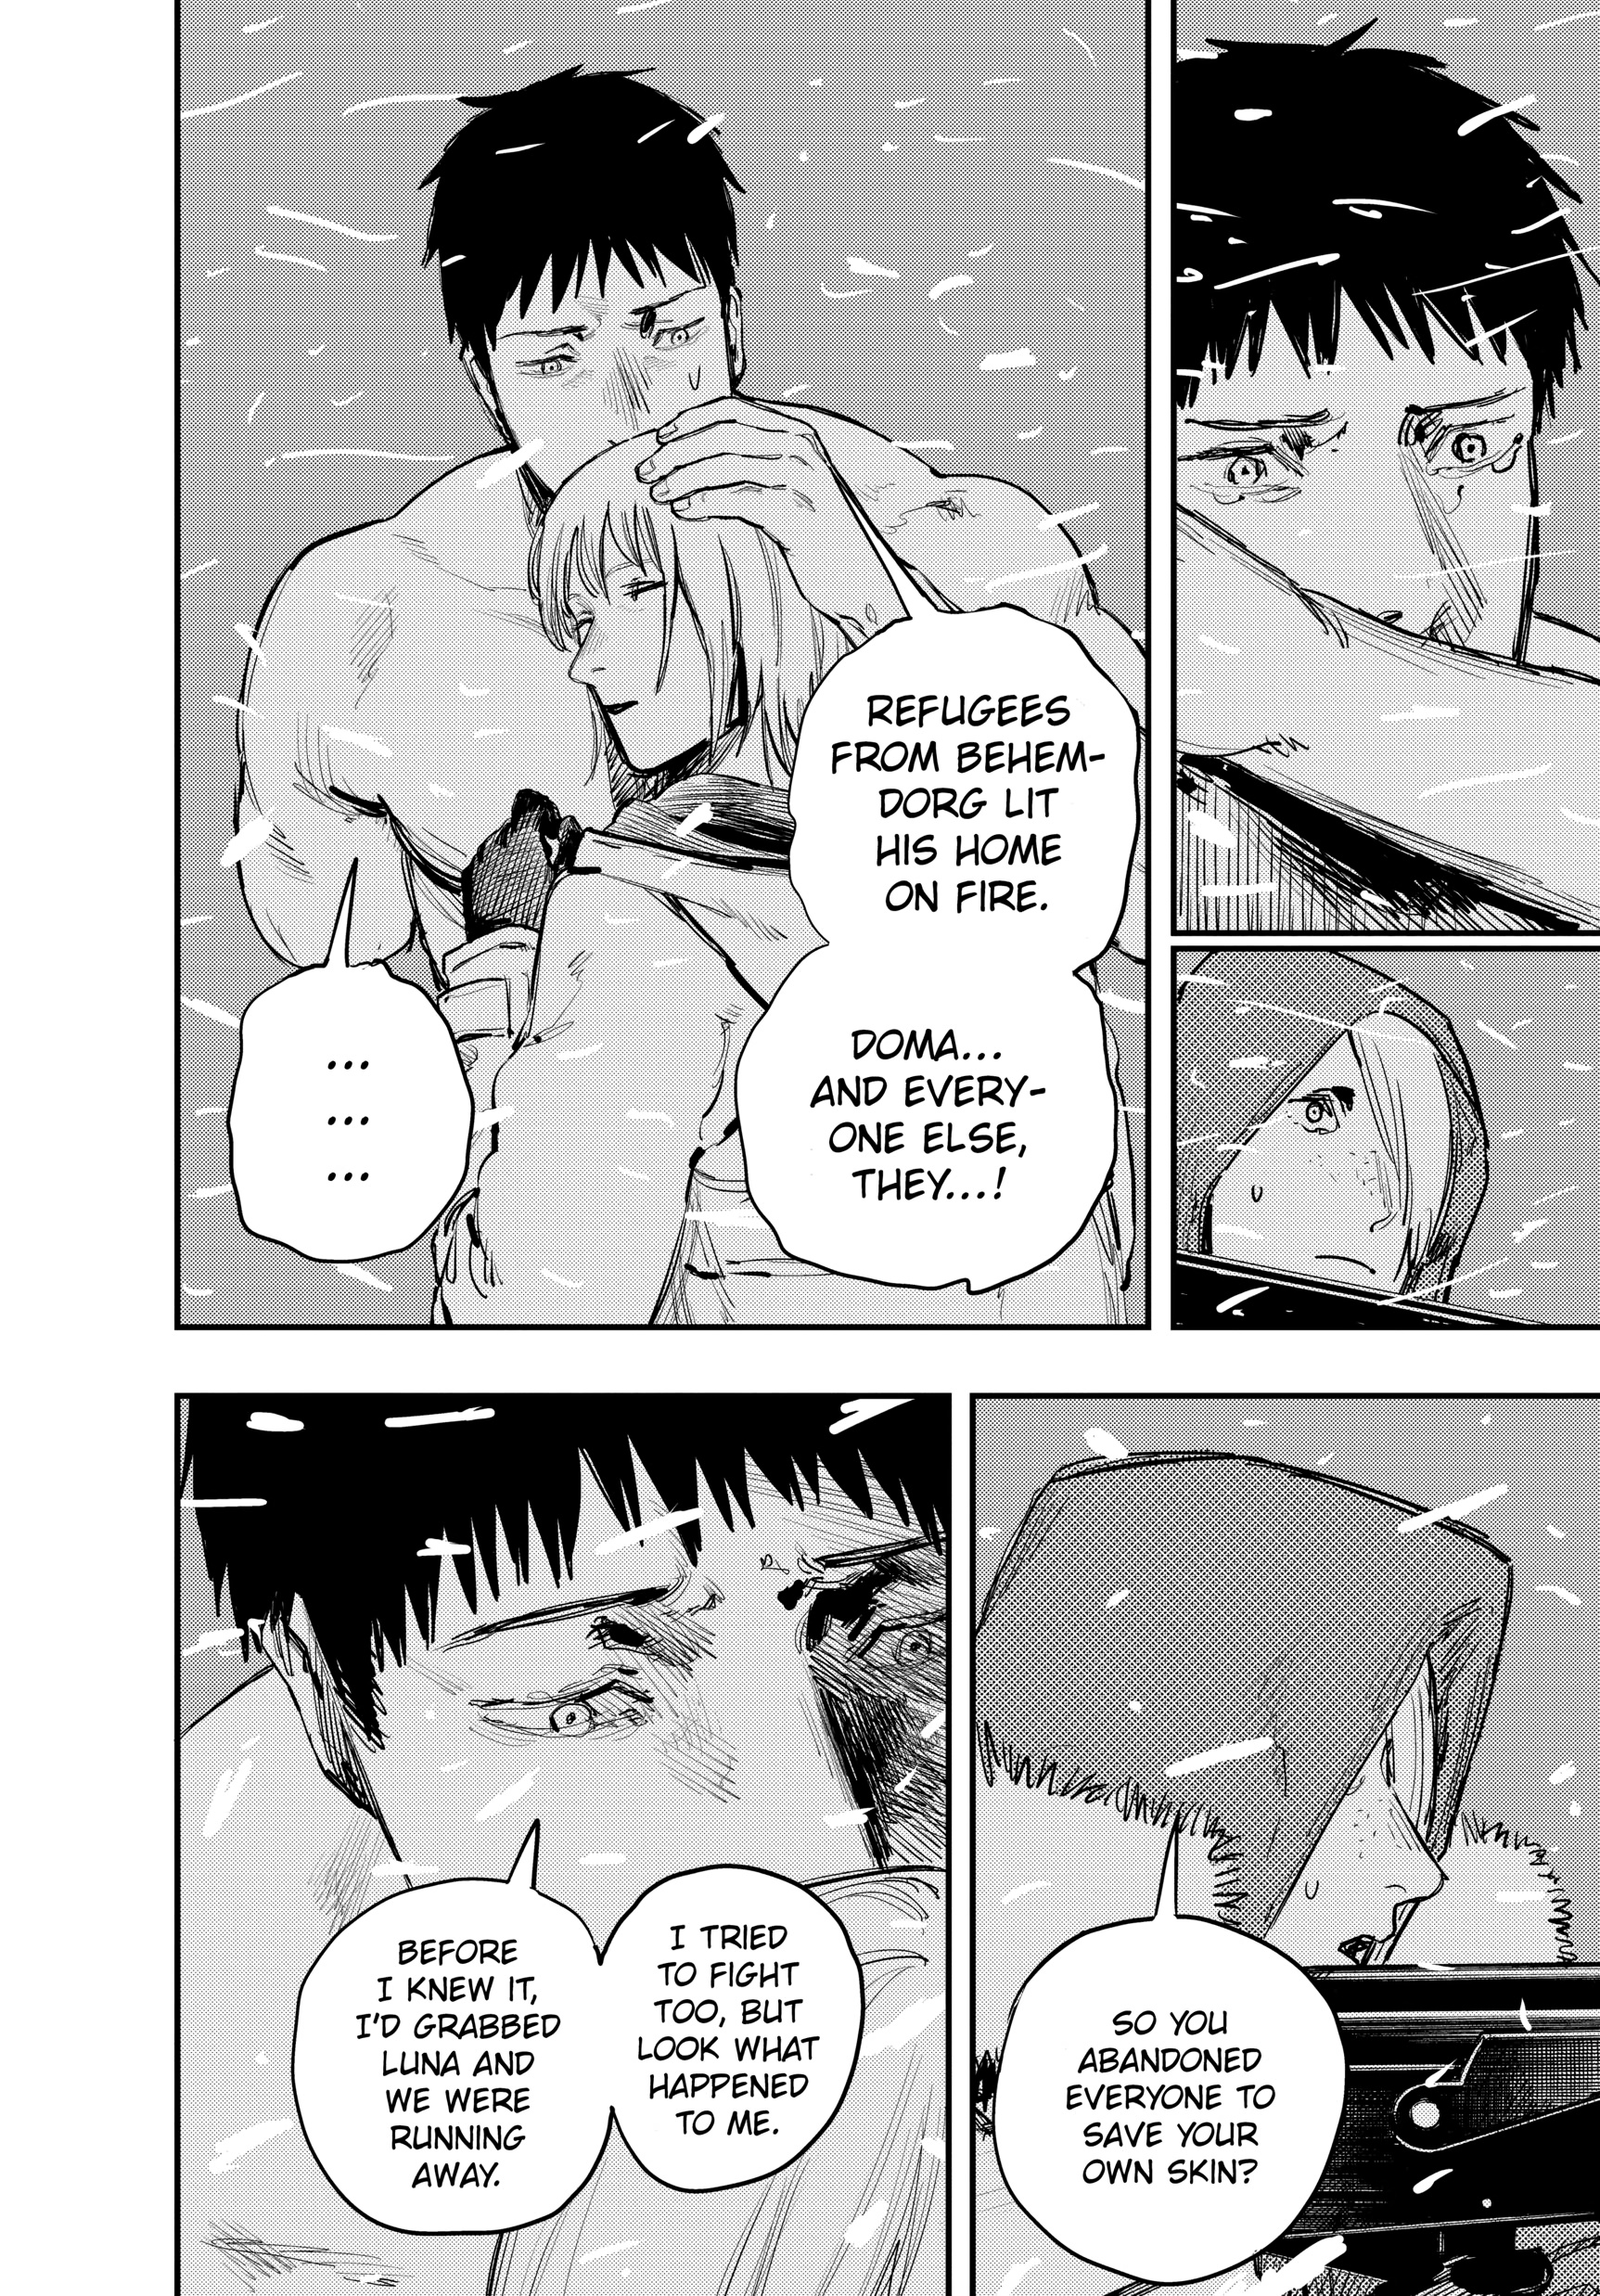 REFUGEES
FROM BEHEM-
DORG LIT
HIS HOME
ON FIRE.
DOMA...
AND EVERY-
ONE ELSE,
THEY...!
...
...
...
SO YOU
ABANDONED
EVERYONE TO
SAVE YOUR
OWN SKIN?
I TRIED
TO FIGHT
TOO, BUT
LOOK WHAT
HAPPENED
TO ME.
BEFORE
I KNEW IT,
I'D GRABBED
LUNA AND
WE WERE
RUNNING
AWAY.